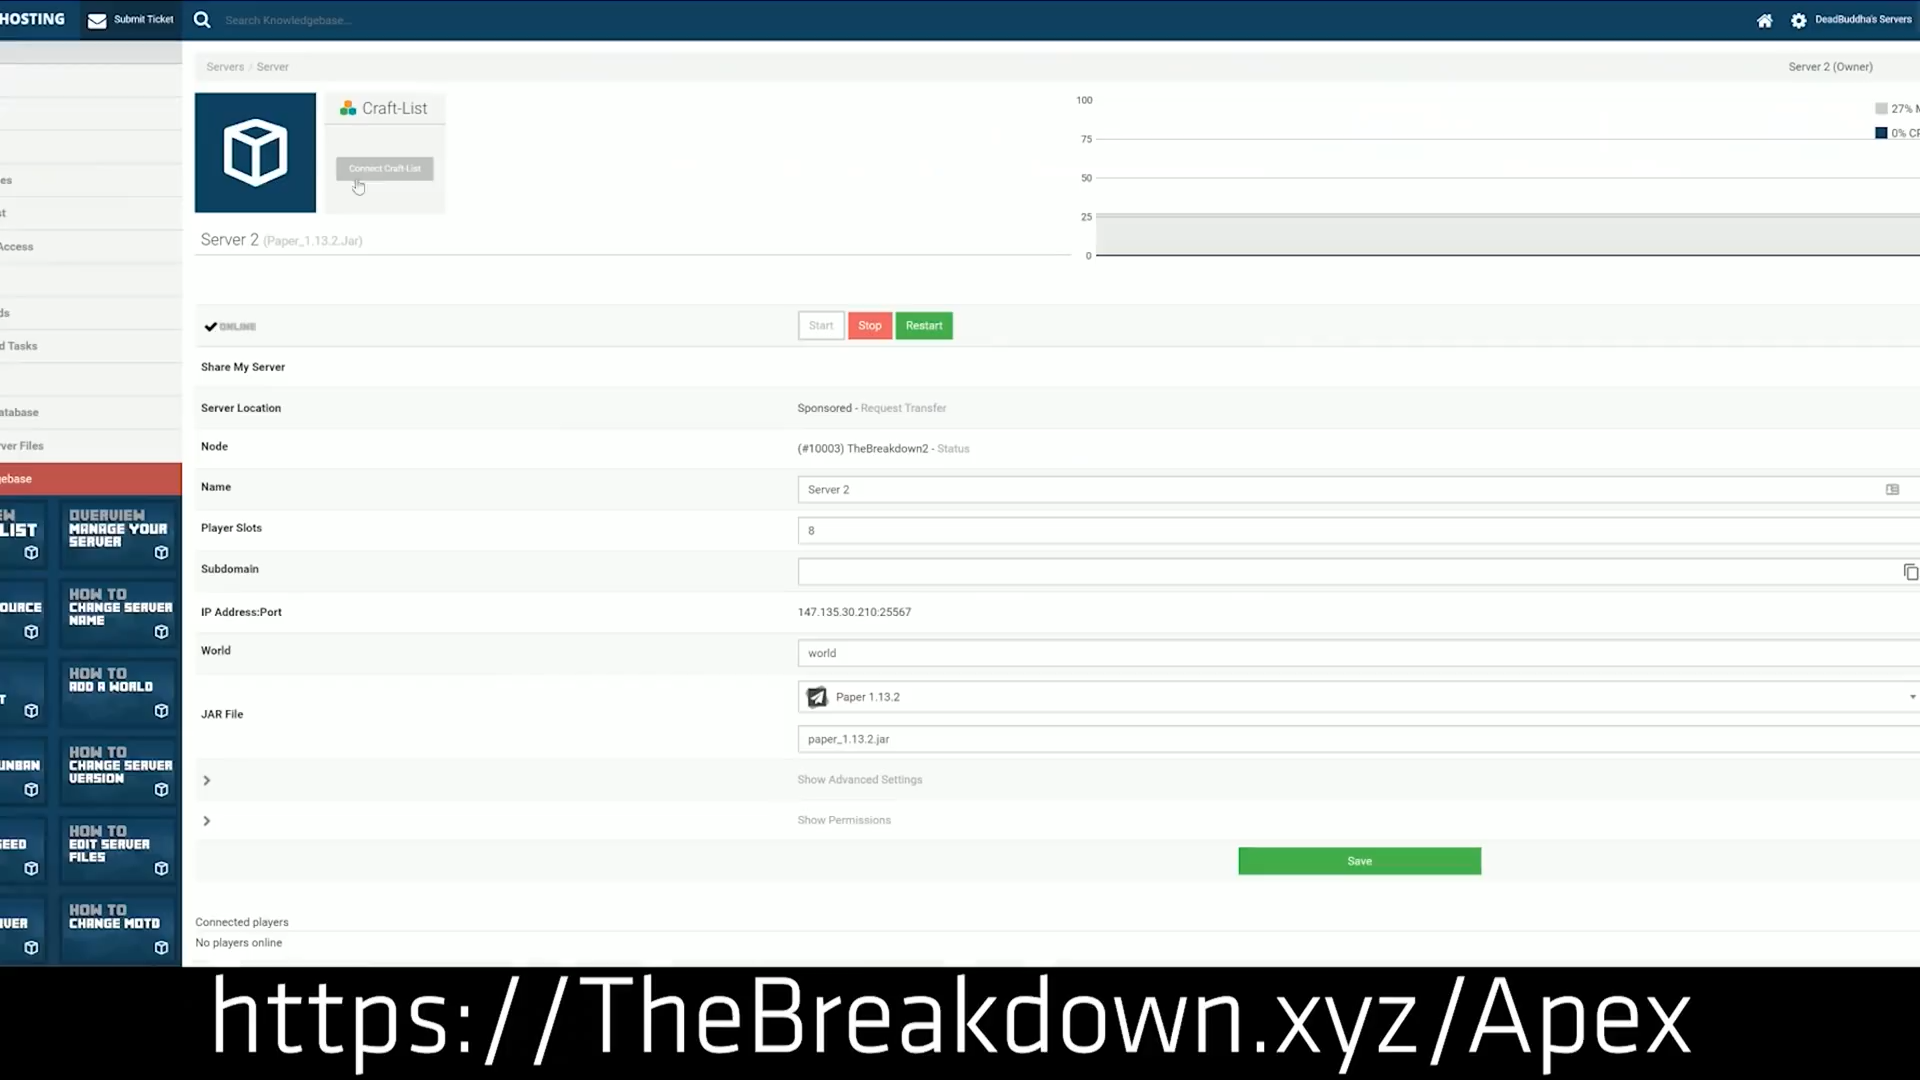 HOSTING
Submit Ticket
Search Knowledgebase...
DeadBuddha's Servers
Servers / Server
Server 2 (Owner)
Craft-List
Connect Craft-List
100
75
50
25
0
27% M
0% CP
Server 2 (Paper_1.13.2.Jar)
ONLINE
Start
Stop
Restart
Share My Server
Server Location
Sponsored - Request Transfer
Node
(#10003) TheBreakdown2 - Status
Name
Server 2
Player Slots
8
Subdomain
IP Address:Port
147.135.30.210:25567
World
world
JAR File
Paper 1.13.2
paper_1.13.2.jar
Show Advanced Settings
Show Permissions
Save
Connected players
No players online
es
st
Access
ds
d Tasks
atabase
ver Files
ebase
EW
LIST
OVERVIEW
MANAGE YOUR
SERVER
OURCE
HOW TO
CHANGE SERVER
NAME
T
HOW TO
ADD A WORLD
UNBAN
HOW TO
CHANGE SERVER
VERSION
SEED
HOW TO
EDIT SERVER
FILES
VER
HOW TO
CHANGE MOTD
https://TheBreakdown.xyz/Apex